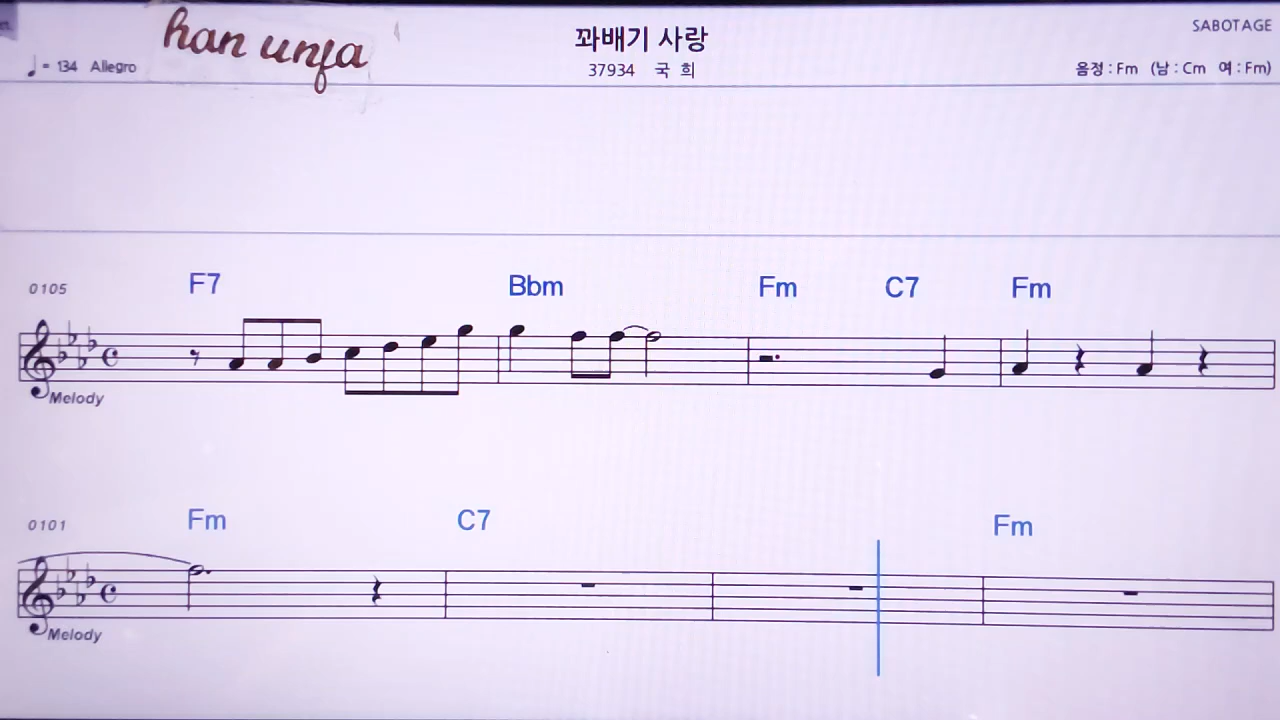 han unfa
꽈배기 사랑
SABOTAGE
♩= 134 Allegro
37934 국 희
음정 : Fm (남 : Cm 여 : Fm)
F7 Bbm Fm C7 Fm
0105
Melody
Fm C7 Fm
0101
Melody